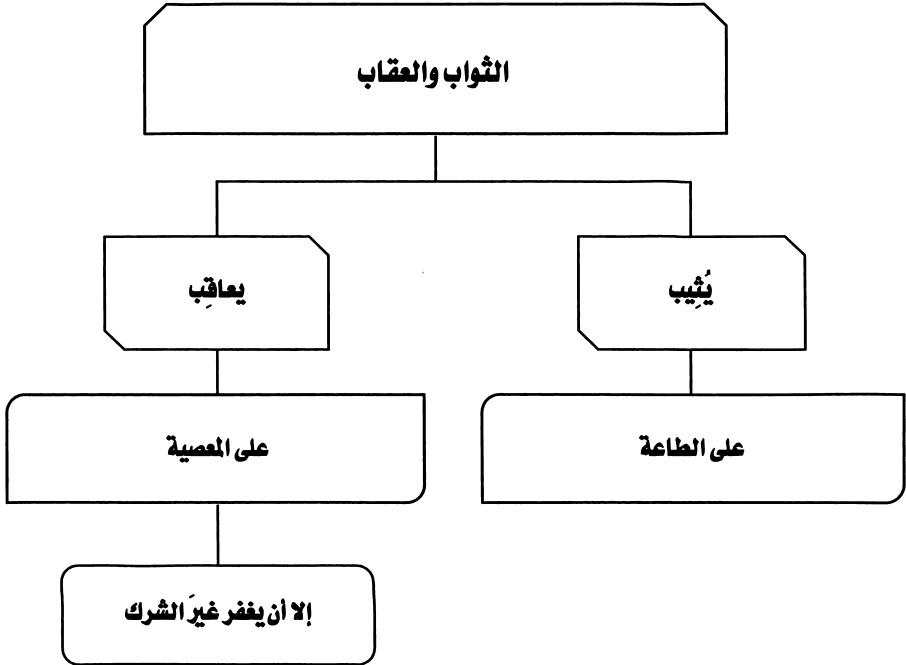 الثواب والعقاب
يُثِيب
يعاقِب
على الطاعة
على المعصية
إلا أن يغفر غيرَ الشرك